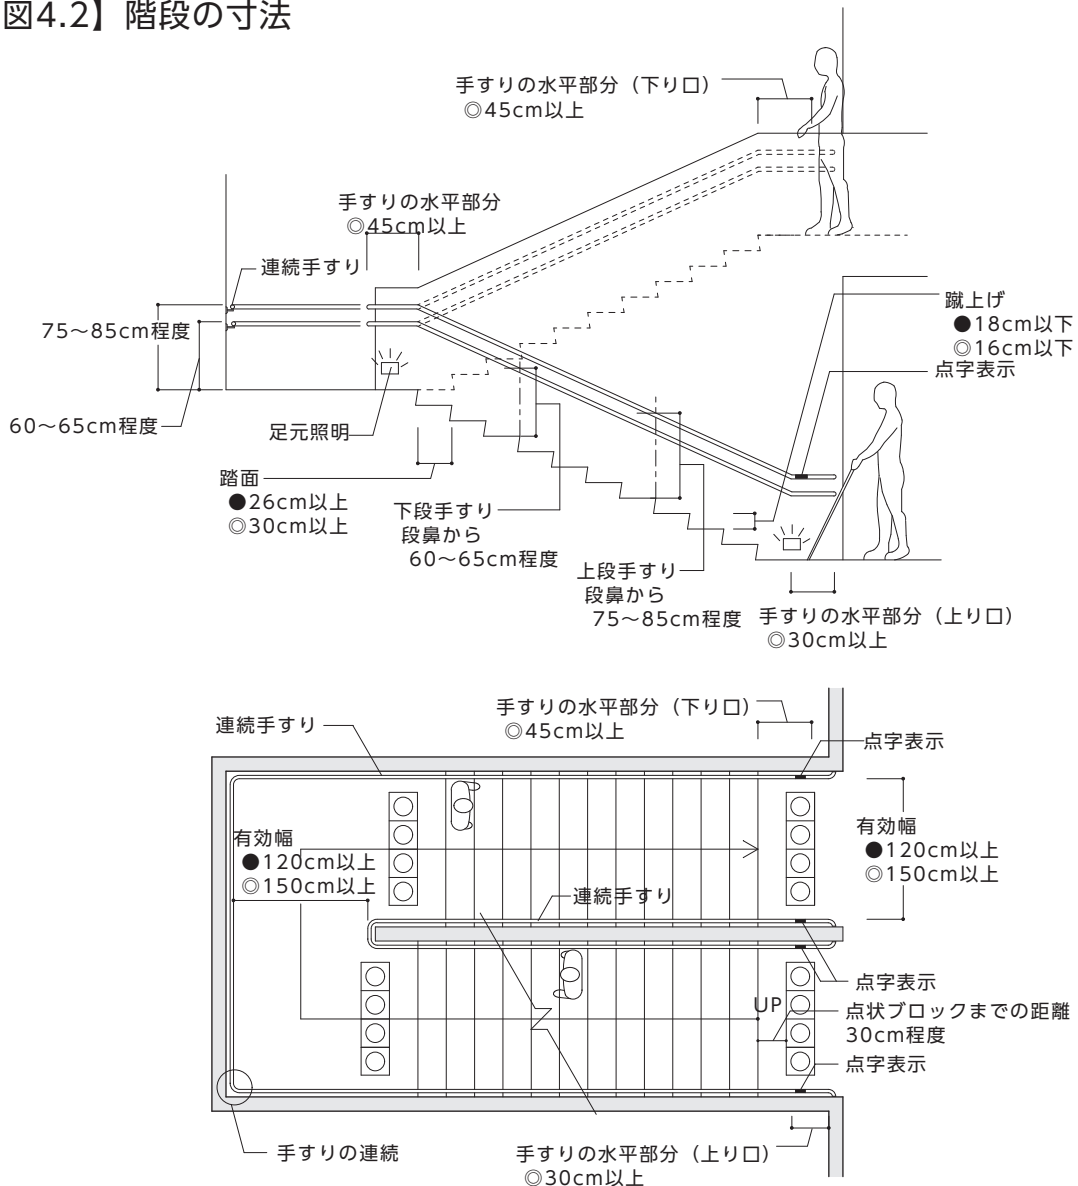 図4.2】階段の寸法
手すりの水平部分（下り口）
◎45cm以上
手すりの水平部分
◎45cm以上
連続手すり
75～85cm程度
60～65cm程度
足元照明
蹴上げ
●18cm以下
◎16cm以下
点字表示
踏面
●26cm以上
◎30cm以上
下段手すり
段鼻から
60～65cm程度
上段手すり
段鼻から
75～85cm程度
手すりの水平部分（上り口）
◎30cm以上
手すりの水平部分（下り口）
◎45cm以上
連続手すり
点字表示
有効幅
●120cm以上
◎150cm以上
有効幅
●120cm以上
◎150cm以上
連続手すり
点字表示
UP
点状ブロックまでの距離
30cm程度
点字表示
手すりの連続
手すりの水平部分（上り口）
◎30cm以上